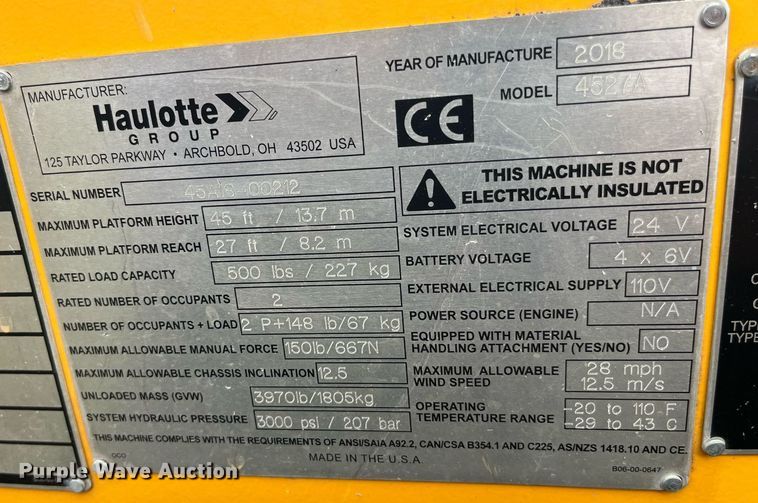 MANUFACTURER:
Haulotte
GROUP
125 TAYLOR PARKWAY • ARCHBOLD, OH 43502 USA
YEAR OF MANUFACTURE 2018
MODEL 4527A
CE
SERIAL NUMBER 45A18-00212
MAXIMUM PLATFORM HEIGHT 45 ft / 13.7 m
MAXIMUM PLATFORM REACH 27 ft / 8.2 m
RATED LOAD CAPACITY 500 lbs / 227 kg
RATED NUMBER OF OCCUPANTS 2
NUMBER OF OCCUPANTS + LOAD 2 P+148 lb/67 kg
MAXIMUM ALLOWABLE MANUAL FORCE 150lb/667N
MAXIMUM ALLOWABLE CHASSIS INCLINATION 12.5
UNLOADED MASS (GVW) 3970lb/1805kg
SYSTEM HYDRAULIC PRESSURE 3000 psi / 207 bar
THIS MACHINE IS NOT
ELECTRICALLY INSULATED
SYSTEM ELECTRICAL VOLTAGE 24 V
BATTERY VOLTAGE 4 x 6V
EXTERNAL ELECTRICAL SUPPLY 110V
POWER SOURCE (ENGINE) N/A
EQUIPPED WITH MATERIAL
HANDLING ATTACHMENT (YES/NO) NO
MAXIMUM ALLOWABLE 28 mph
WIND SPEED 12.5 m/s
OPERATING -20 to 110 F
TEMPERATURE RANGE -29 to 43 C
THIS MACHINE COMPLIES WITH THE REQUIREMENTS OF ANSI/SAIA A92.2, CAN/CSA B354.1 AND C225, AS/NZS 1418.10 AND CE.
MADE IN THE U.S.A.
B06-00-0647
TYP
TYPE
Purple Wave Auction